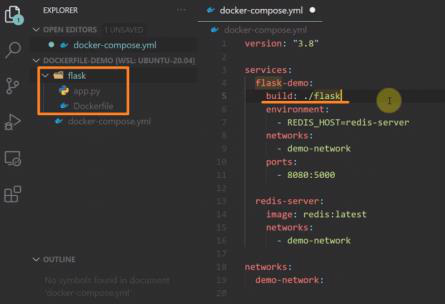 EXPLORER
...
OPEN EDITORS 1 UNSAVED
docker-compose.yml
DOCKERFILE-DEMO [WSL: UBUNTU-20.04]
flask
app.py
Dockerfile
docker-compose.yml
OUTLINE
No symbols found in document
'docker-compose.yml'
1
docker-compose.yml
1 version: "3.8"
2
3 services:
4 flask-demo:
5 build: ./flask
6 environment:
7 - REDIS_HOST=redis-server
8 networks:
9 - demo-network
10 ports:
11 - 8080:5000
12
13 redis-server:
14 image: redis:latest
15 networks:
16 - demo-network
17
18 networks:
19 demo-network:
20